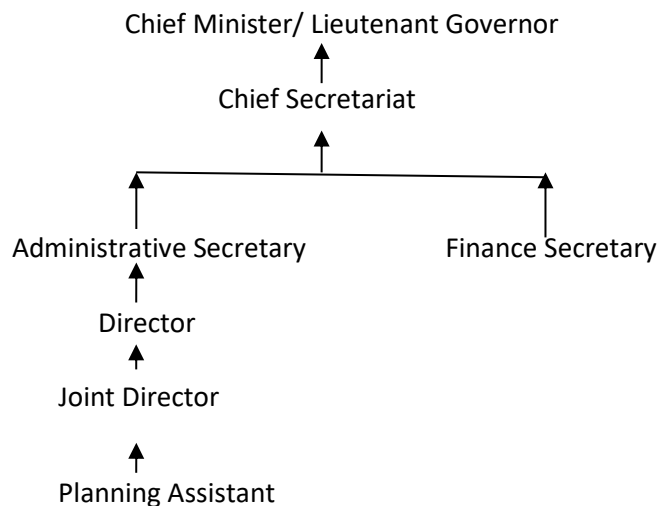 Chief Minister/ Lieutenant Governor
Chief Secretariat
Administrative Secretary
Finance Secretary
Director
Joint Director
Planning Assistant